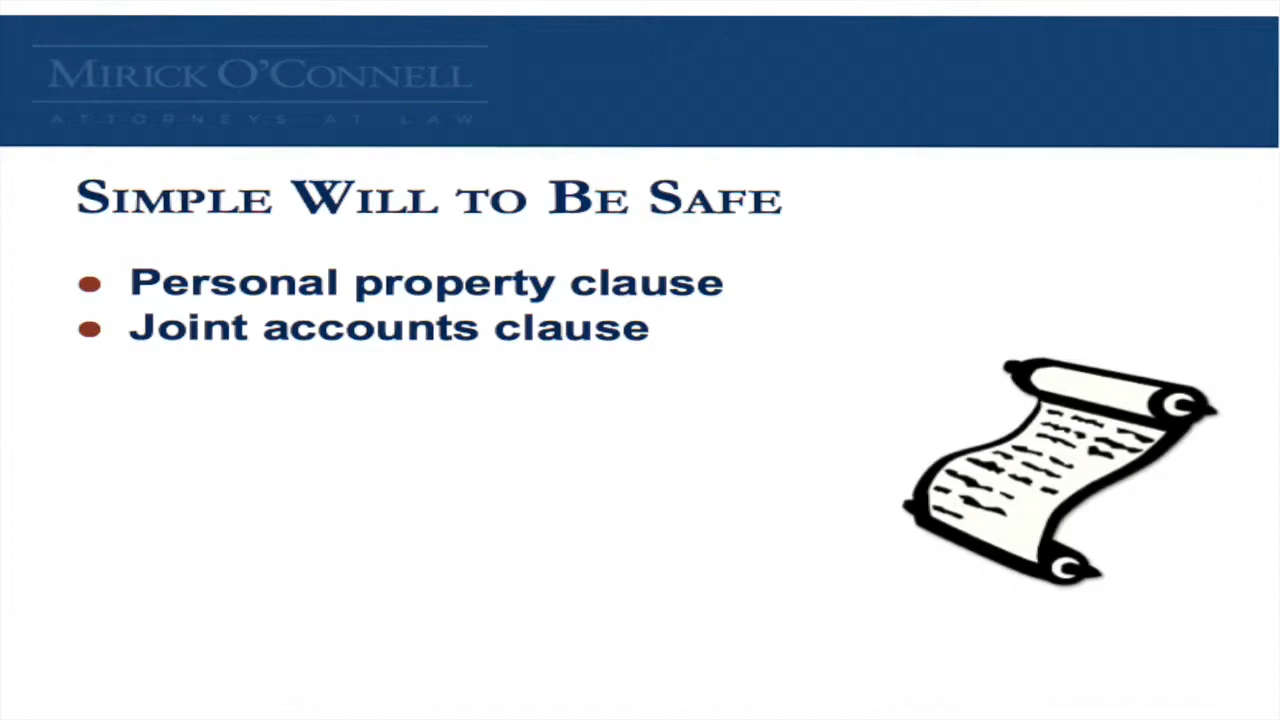 MIRICK O'CONNELL
ATTORNEYS AT LAW
SIMPLE WILL TO BE SAFE
Personal property clause
Joint accounts clause